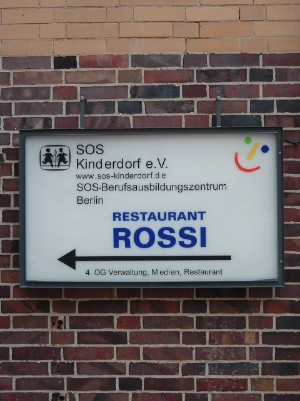 SOS
Kinderdorf e.V.
www.sos-kinderdorf.de
SOS-Berufsausbildungszentrum
Berlin
RESTAURANT
ROSSI
4. OG Verwaltung, Medien, Restaurant